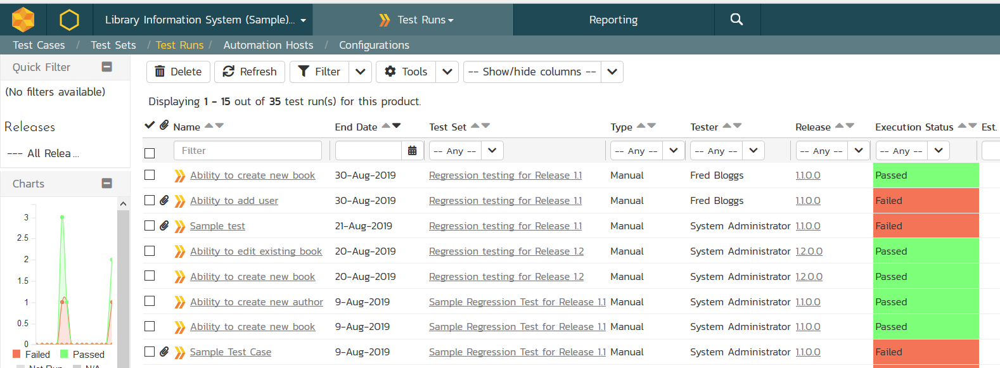 Library Information System (Sample)... Test Runs Reporting
Test Cases / Test Sets / Test Runs / Automation Hosts / Configurations
Quick Filter
(No filters available)
Releases
--- All Relea ...
Charts
3
2.5
2
1.5
1
0.5
0
Failed Passed
Not Run N/A
Delete Refresh Filter Tools -- Show/hide columns --
Displaying 1 - 15 out of 35 test run(s) for this product.
Name End Date Test Set Type Tester Release Execution Status Est.
Filter -- Any -- -- Any -- -- Any -- -- Any -- -- Any --
Ability to create new book 30-Aug-2019 Regression testing for Release 1.1 Manual Fred Bloggs 1.1.0.0 Passed
Ability to add user 30-Aug-2019 Regression testing for Release 1.1 Manual Fred Bloggs 1.1.0.0 Failed
Sample test 21-Aug-2019 Regression testing for Release 1.1 Manual System Administrator 1.1.0.0 Failed
Ability to edit existing book 20-Aug-2019 Regression testing for Release 1.2 Manual System Administrator 1.2.0.0 Passed
Ability to create new book 20-Aug-2019 Regression testing for Release 1.2 Manual System Administrator 1.2.0.0 Passed
Ability to create new author 9-Aug-2019 Sample Regression Test for Release 1.1 Manual System Administrator 1.1.0.0 Passed
Ability to create new book 9-Aug-2019 Sample Regression Test for Release 1.1 Manual System Administrator 1.1.0.0 Passed
Sample Test Case 9-Aug-2019 Sample Regression Test for Release 1.1 Manual System Administrator 1.1.0.0 Failed